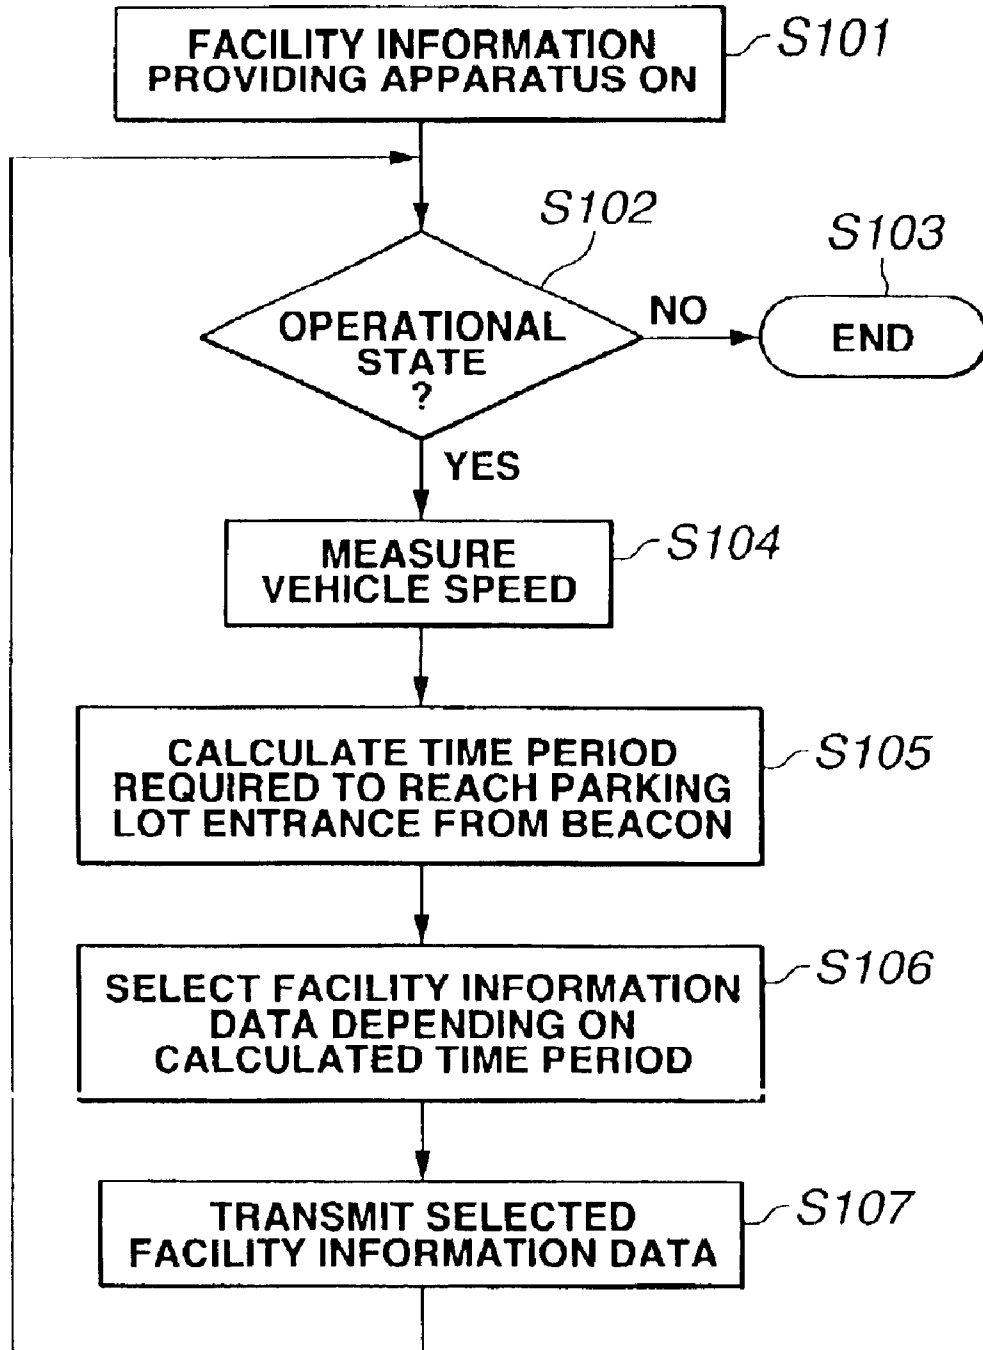 FACILITY INFORMATION
PROVIDING APPARATUS ON
S101
S102
OPERATIONAL
STATE
?
NO
S103
END
YES
MEASURE
VEHICLE SPEED
S104
CALCULATE TIME PERIOD
REQUIRED TO REACH PARKING
LOT ENTRANCE FROM BEACON
S105
SELECT FACILITY INFORMATION
DATA DEPENDING ON
CALCULATED TIME PERIOD
S106
TRANSMIT SELECTED
FACILITY INFORMATION DATA
S107